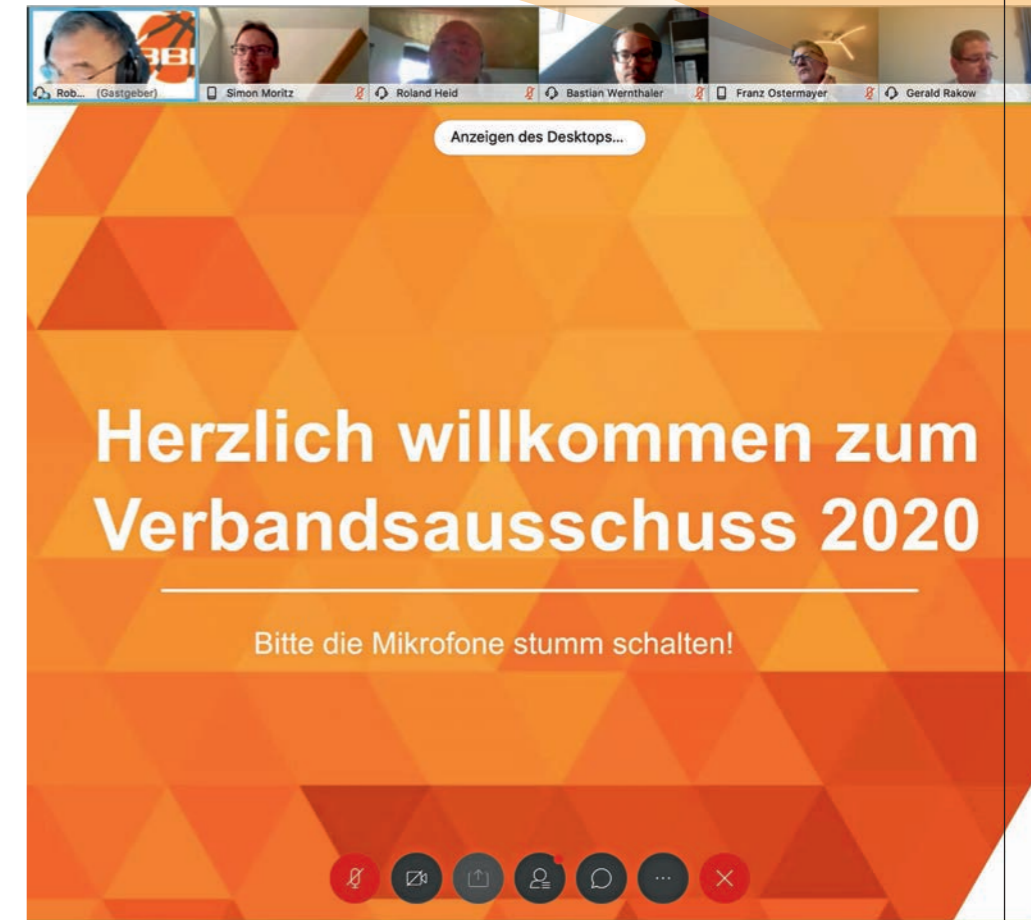 BB
Rob... (Gastgeber)
Simon Moritz
Roland Heid
Bastian Wernthaler
Franz Ostermayer
Gerald Rakow
Anzeigen des Desktops...
Herzlich willkommen zum
Verbandsausschuss 2020
Bitte die Mikrofone stumm schalten!